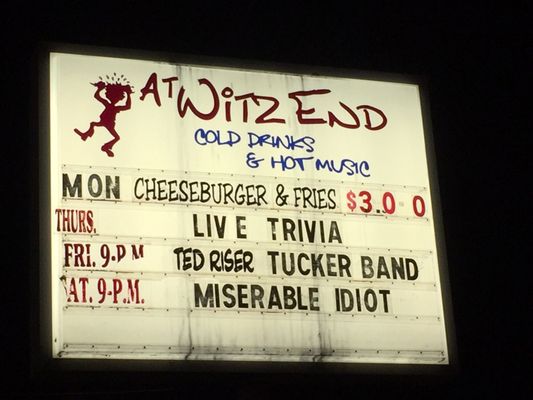 AT WITZ END
COLD DRINKS
& HOT MUSIC
MON CHEESEBURGER & FRIES $3.00
THURS. LIVE TRIVIA
FRI. 9-P M TED RISER TUCKER BAND
SAT. 9-P.M. MISERABLE IDIOT